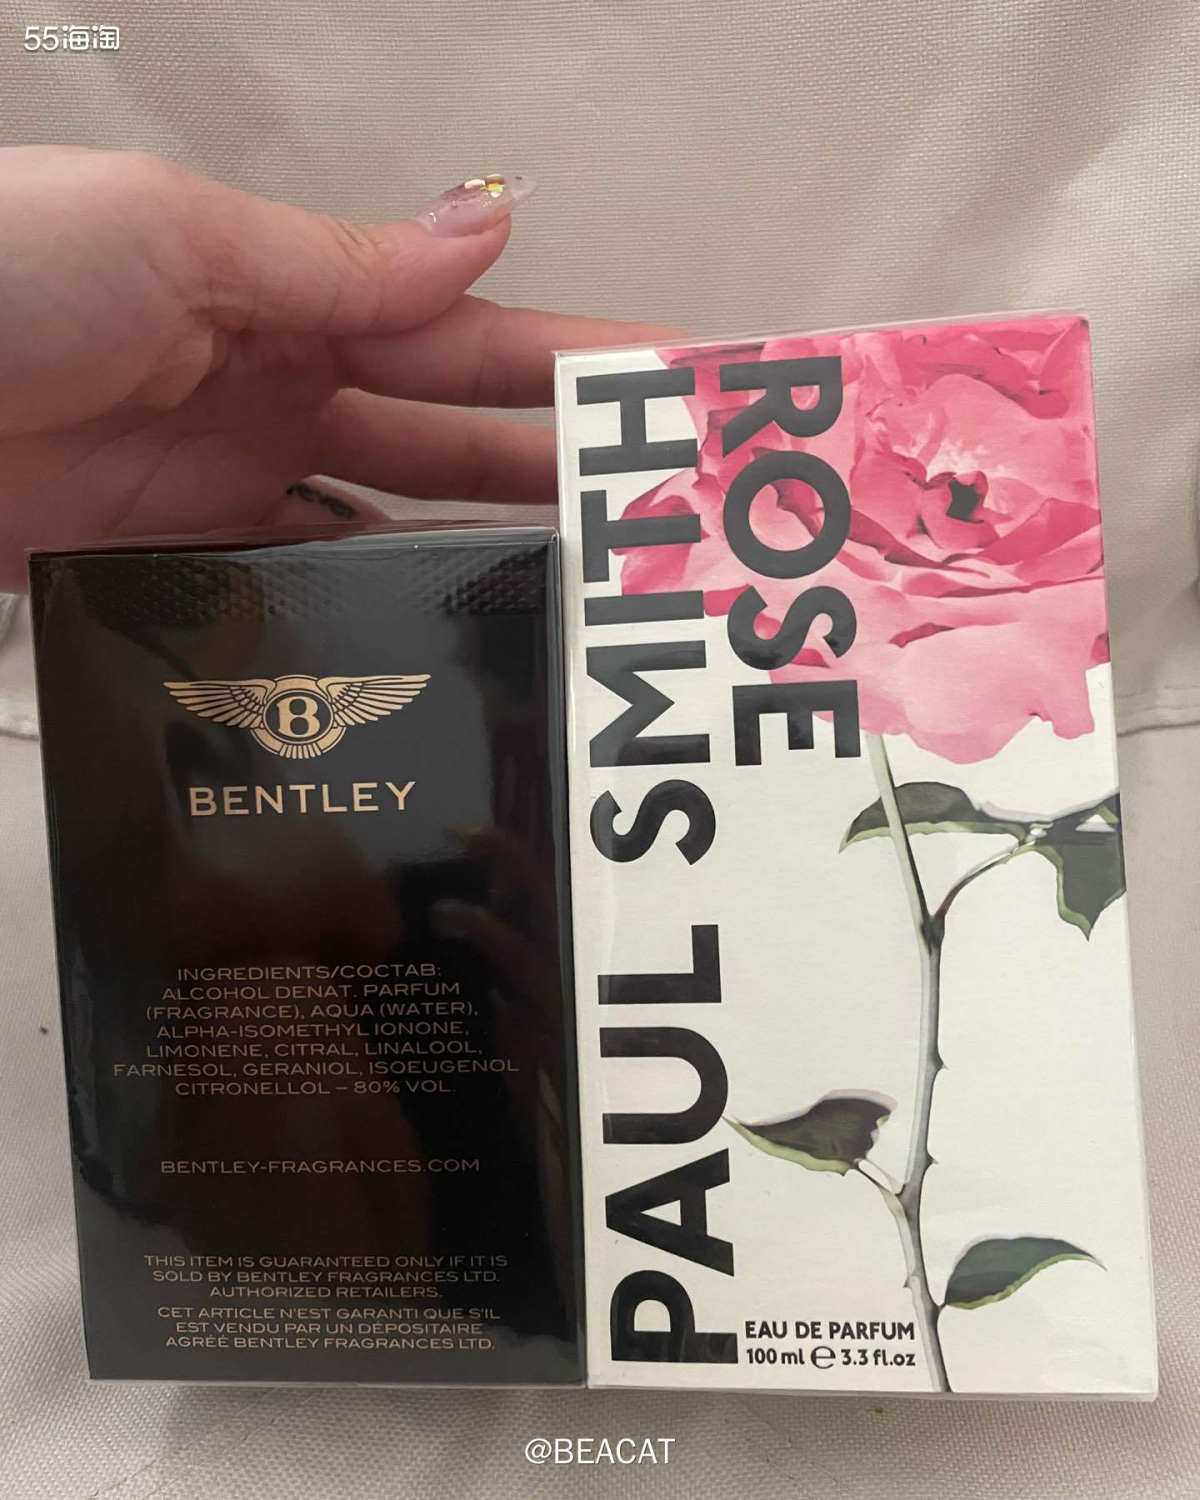 55海淘
B
BENTLEY
INGREDIENTS/COCTAB:
ALCOHOL DENAT. PARFUM
(FRAGRANCE), AQUA (WATER),
ALPHA-ISOMETHYL IONONE,
LIMONENE, CITRAL, LINALOOL,
FARNESOL, GERANIOL, ISOEUGENOL
CITRONELLOL – 80% VOL.
BENTLEY-FRAGRANCES.COM
THIS ITEM IS GUARANTEED ONLY IF IT IS
SOLD BY BENTLEY FRAGRANCES LTD.
AUTHORIZED RETAILERS.
CET ARTICLE N'EST GARANTI QUE S'IL
EST VENDU PAR UN DÉPOSITAIRE
AGRÉÉ BENTLEY FRAGRANCES LTD.
PAUL SMITH
ROSE
EAU DE PARFUM
100 ml ℮ 3.3 fl.oz
@BEACAT